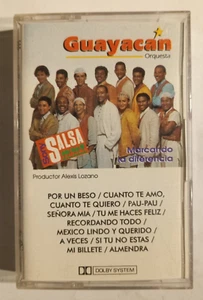 Guayacán
Orquesta
SALSA
Marcando
la diferencia
Productor Alexis Lozano
POR UN BESO / CUANTO TE AMO,
CUANTO TE QUIERO / PAU-PAU /
SEÑORA MIA / TU ME HACES FELIZ /
RECORDANDO TODO /
MEXICO LINDO Y QUERIDO /
A VECES / SI TU NO ESTAS /
MI BILLETE / ALMENDRA
DOLBY SYSTEM